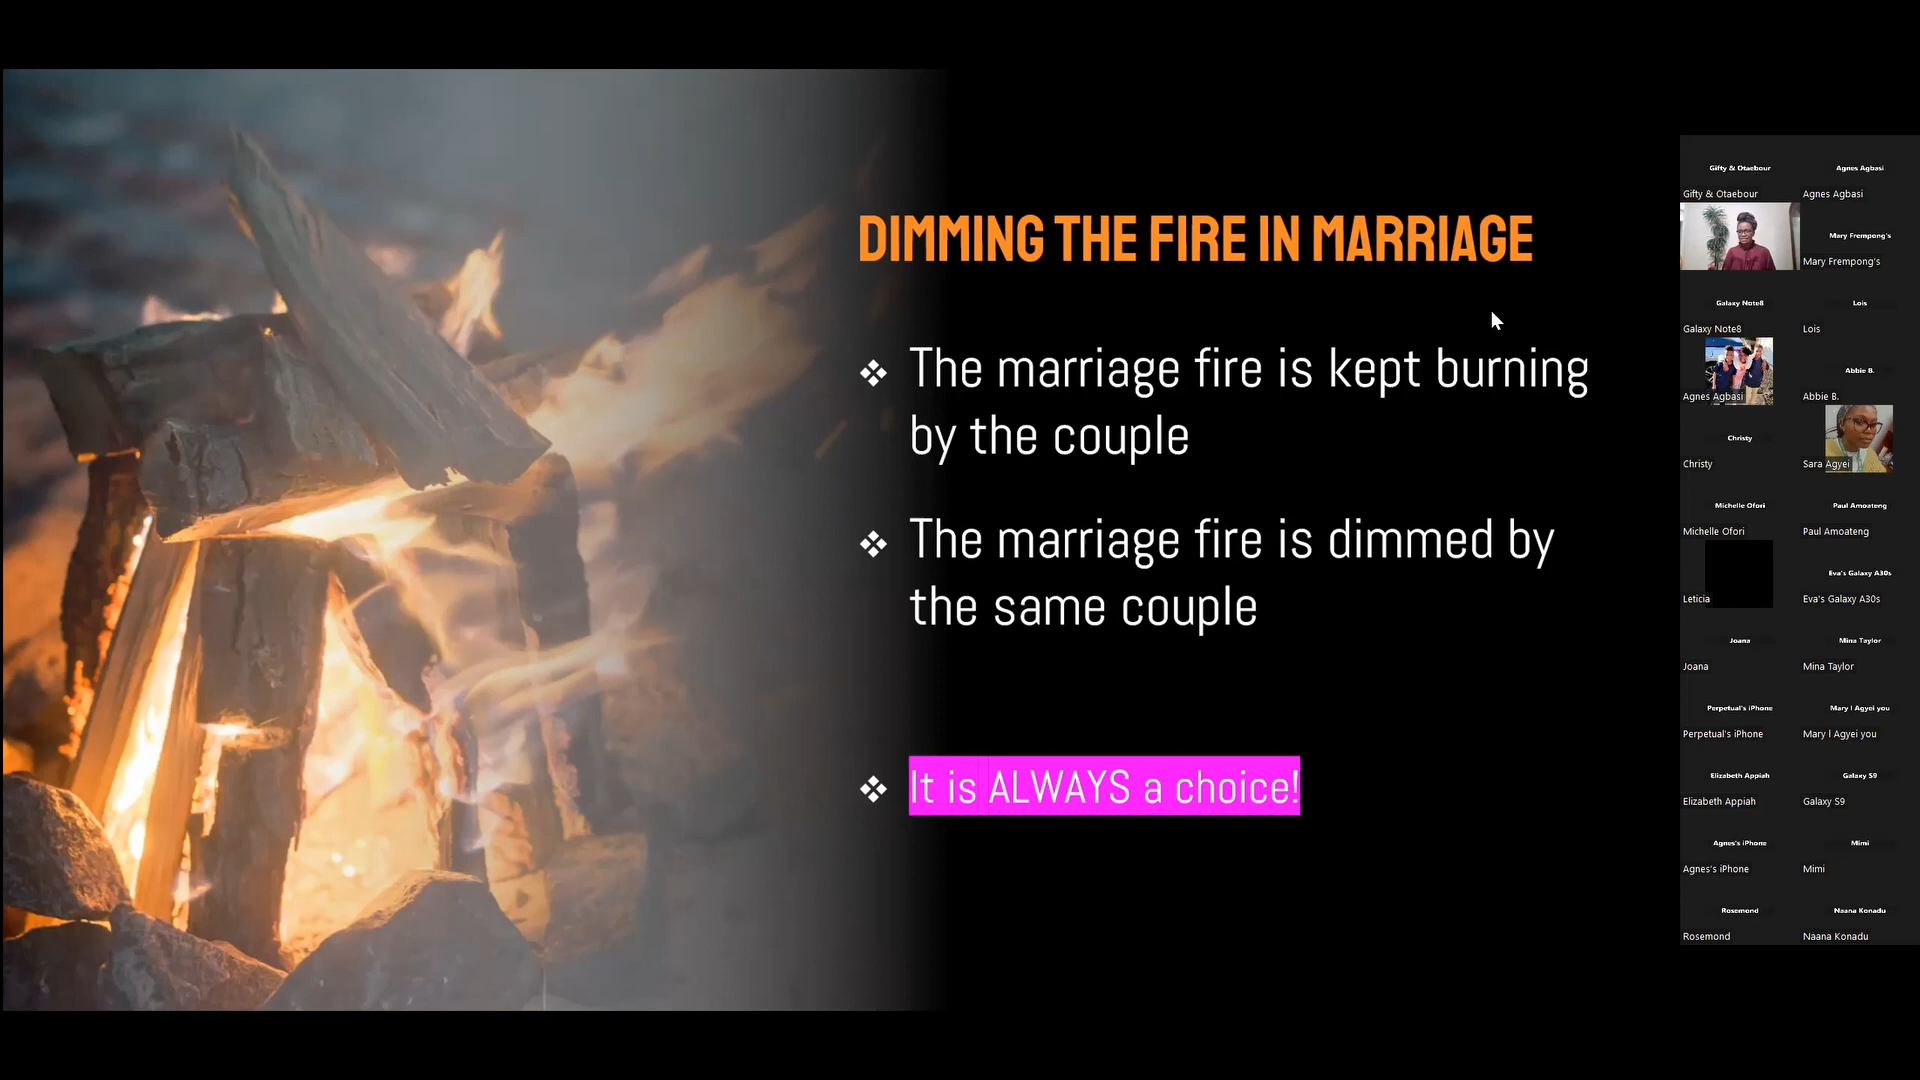 DIMMING THE FIRE IN MARRIAGE
❖ The marriage fire is kept burning
by the couple
❖ The marriage fire is dimmed by
the same couple
❖ It is ALWAYS a choice!
Gifty & Otaebour
Agnes Agbasi
Gifty & Otaebour
Agnes Agbasi
Mary Frempong's
Mary Frempong's
Galaxy Note8
Lois
Galaxy Note8
Lois
Abbie B.
Agnes Agbasi
Abbie B.
Christy
Christy
Sara Agyei
Michelle Ofori
Paul Amoateng
Michelle Ofori
Paul Amoateng
Eva's Galaxy A30s
Leticia
Eva's Galaxy A30s
Joana
Mina Taylor
Joana
Mina Taylor
Perpetual's iPhone
Mary l Agyei you
Perpetual's iPhone
Mary l Agyei you
Elizabeth Appiah
Galaxy S9
Elizabeth Appiah
Galaxy S9
Agnes's iPhone
Mimi
Agnes's iPhone
Mimi
Rosemond
Naana Konadu
Rosemond
Naana Konadu